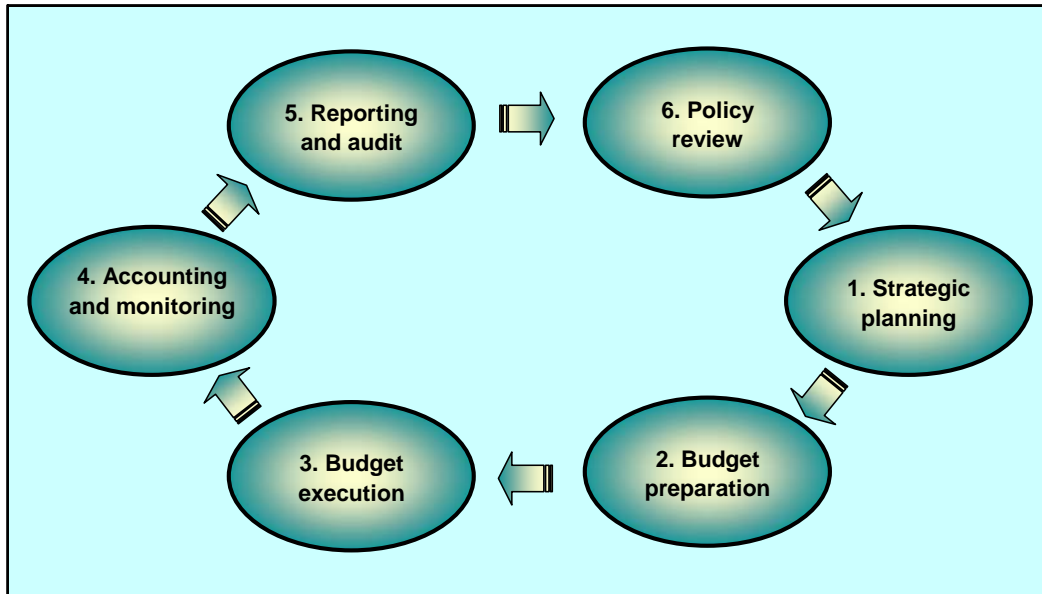 5. Reporting
and audit
6. Policy
review
4. Accounting
and monitoring
1. Strategic
planning
3. Budget
execution
2. Budget
preparation